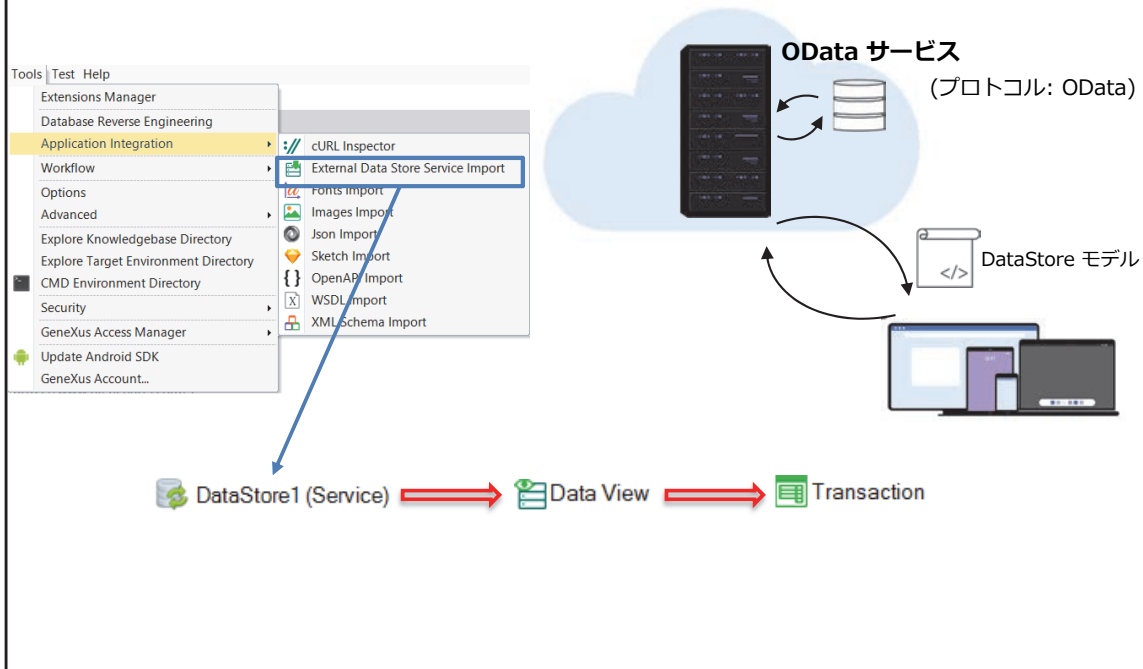 Tools Test Help
Extensions Manager
Database Reverse Engineering
Application Integration
Workflow
Options
Advanced
Explore Knowledgebase Directory
Explore Target Environment Directory
CMD Environment Directory
Security
GeneXus Access Manager
Update Android SDK
GeneXus Account...
cURL Inspector
External Data Store Service Import
Fonts Import
Images Import
Json Import
Sketch Import
OpenAPI Import
WSDL Import
XML Schema Import
OData サービス
(プロトコル: OData)
</>
DataStore モデル
DataStore1 (Service)
Data View
Transaction